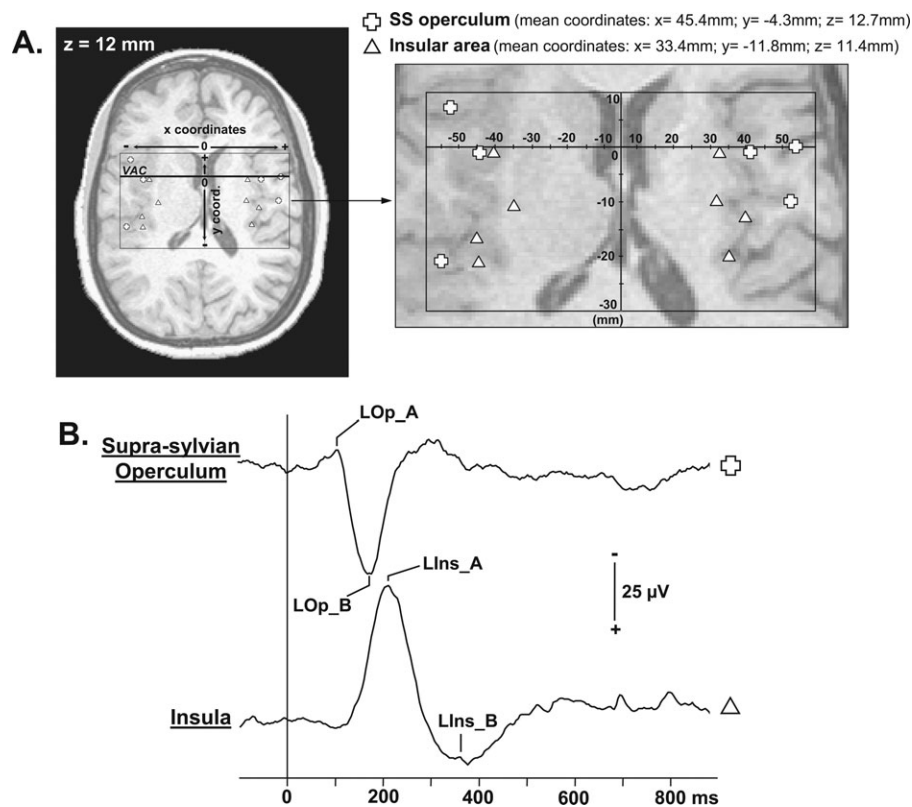 SS operculum (mean coordinates: x= 45.4mm; y= -4.3mm; z= 12.7mm)
Insular area (mean coordinates: x= 33.4mm; y= -11.8mm; z= 11.4mm)
A.
z = 12 mm
x coordinates
- 0 +
+
VAC
0
y coord.
-
10
-50 -40 -30 -20 -10 10 20 30 40 50
0
-10
-20
-30
(mm)
B.
LOp_A
Supra-sylvian
Operculum
LIns_A
LOp_B
-
25 µV
+
Insula
LIns_B
0 200 400 600 800 ms